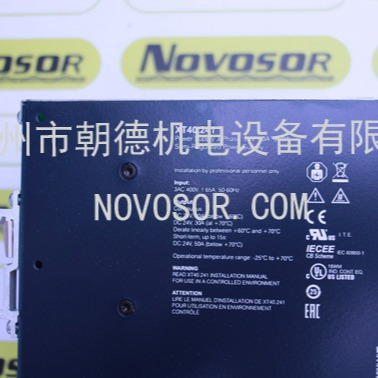 NOVOSOR
NOVOSOR
州市朝德机电设备有限
NOVOSOR.COM
Installation by professional personnel only
Input:
3AC 400V, 1.65A, 50-60Hz
DC 24V, 30A (at +70°C)
Derate linearly between +60°C and +70°C
Short-term, up to 15s
DC 24V, 50A (below +70°C)
Operational temperature range -25°C to +70°C
WARNING
READ XT40.241 INSTALLATION MANUAL
FOR USE IN A CONTROLLED ENVIRONMENT
ATTENTION
LIRE LE MANUEL D'INSTALLATION DE XT40.241
POUR UTILISATION EN ENVIRONNEMENT
CONTRÔLÉ
US
IECEE
CB Scheme
IEC 60950-1
IND. CONT. EQ.
US LISTED
25
EAC